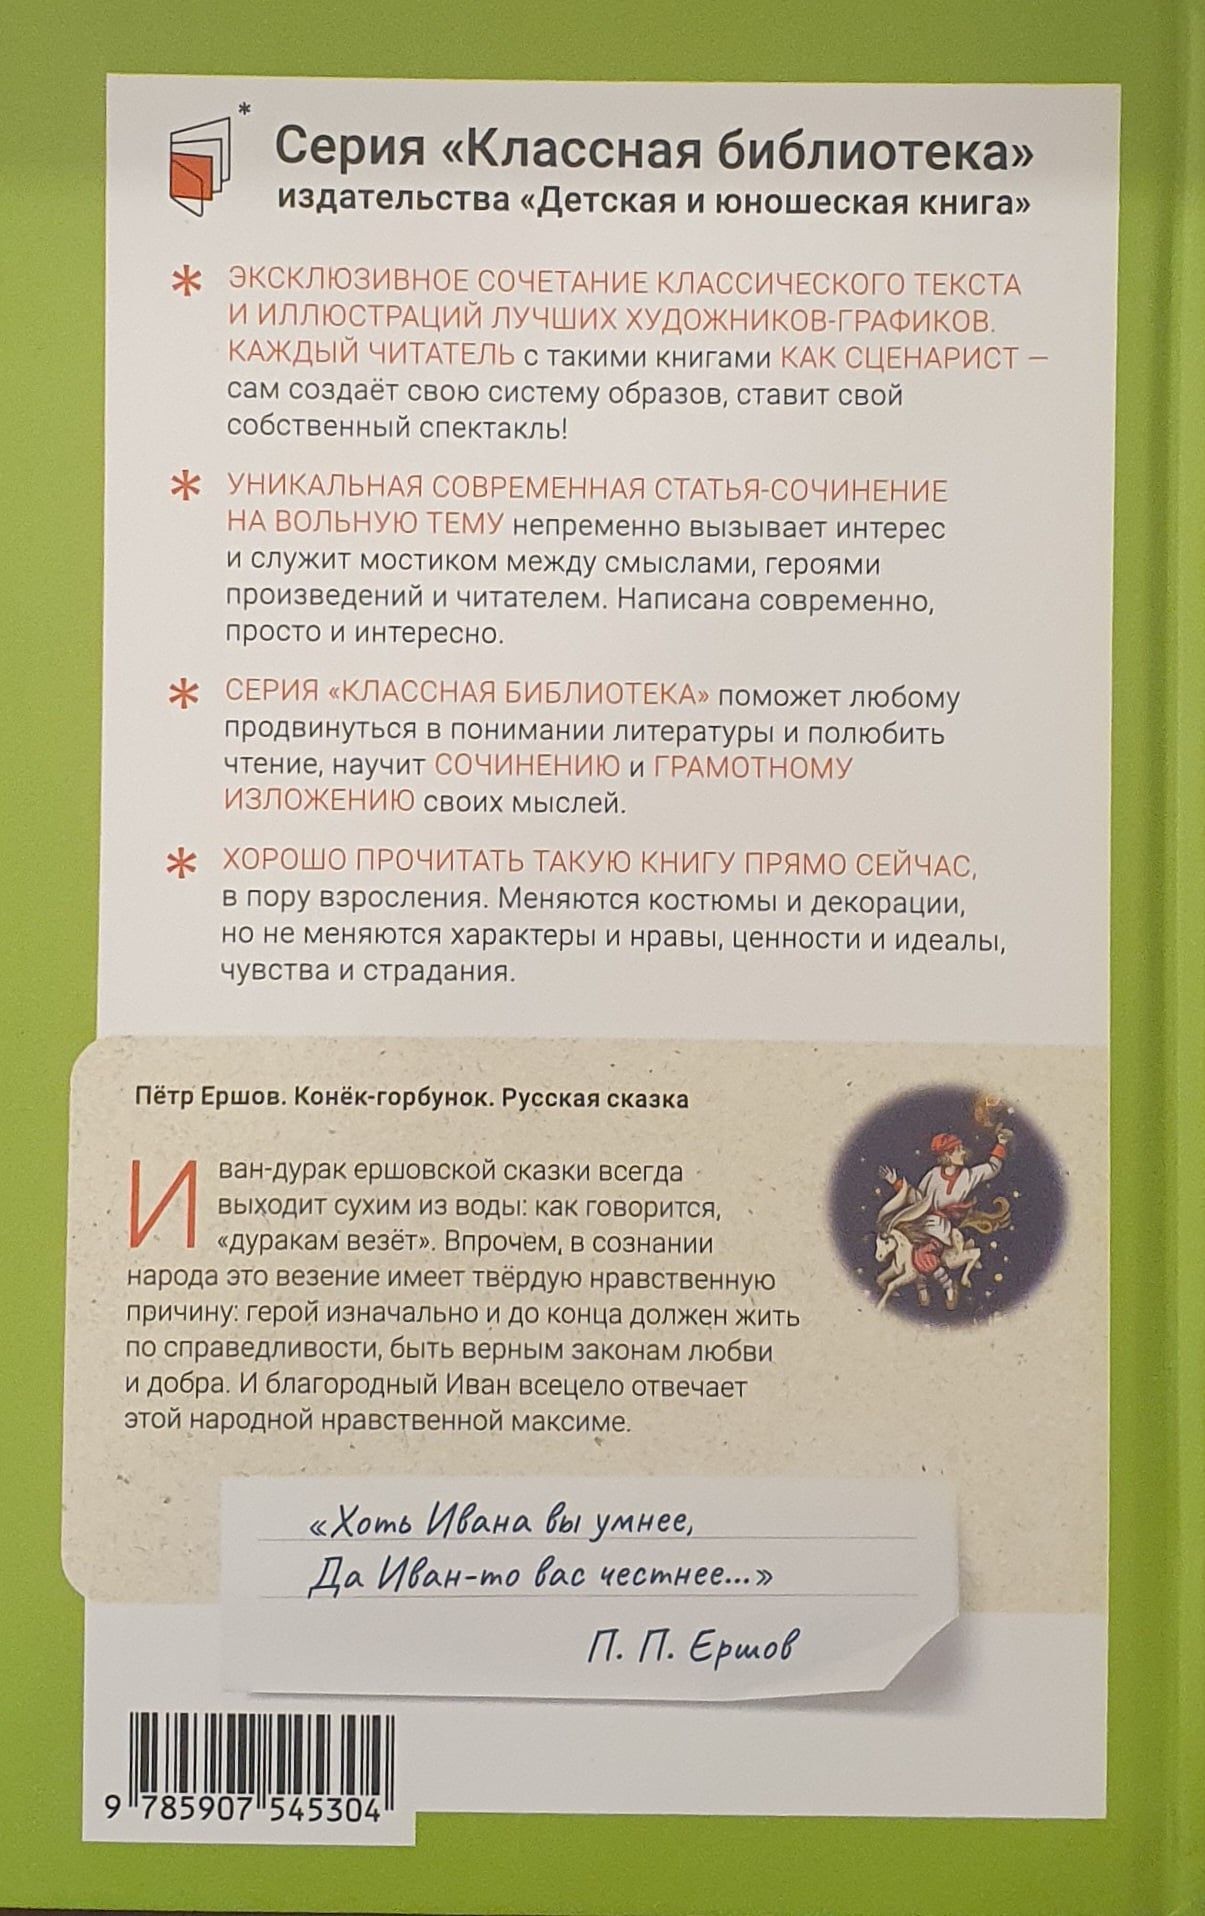 *
Серия «Классная библиотека»
издательства «Детская и юношеская книга»
* ЭКСКЛЮЗИВНОЕ СОЧЕТАНИЕ КЛАССИЧЕСКОГО ТЕКСТА
И ИЛЛЮСТРАЦИЙ ЛУЧШИХ ХУДОЖНИКОВ-ГРАФИКОВ.
КАЖДЫЙ ЧИТАТЕЛЬ с такими книгами КАК СЦЕНАРИСТ —
сам создаёт свою систему образов, ставит свой
собственный спектакль!
* УНИКАЛЬНАЯ СОВРЕМЕННАЯ СТАТЬЯ-СОЧИНЕНИЕ
НА ВОЛЬНУЮ ТЕМУ непременно вызывает интерес
и служит мостиком между смыслами, героями
произведений и читателем. Написана современно,
просто и интересно.
* СЕРИЯ «КЛАССНАЯ БИБЛИОТЕКА» поможет любому
продвинуться в понимании литературы и полюбить
чтение, научит СОЧИНЕНИЮ и ГРАМОТНОМУ
ИЗЛОЖЕНИЮ своих мыслей.
* ХОРОШО ПРОЧИТАТЬ ТАКУЮ КНИГУ ПРЯМО СЕЙЧАС,
в пору взросления. Меняются костюмы и декорации,
но не меняются характеры и нравы, ценности и идеалы,
чувства и страдания.
Пётр Ершов. Конёк-горбунок. Русская сказка
Иван-дурак ершовской сказки всегда
выходит сухим из воды: как говорится,
«дуракам везёт». Впрочем, в сознании
народа это везение имеет твёрдую нравственную
причину: герой изначально и до конца должен жить
по справедливости, быть верным законам любви
и добра. И благородный Иван всецело отвечает
этой народной нравственной максиме.
«Хоть Ивана вы умнее,
Да Иван-то вас честнее...»
П. П. Ершов
9 785907 545304